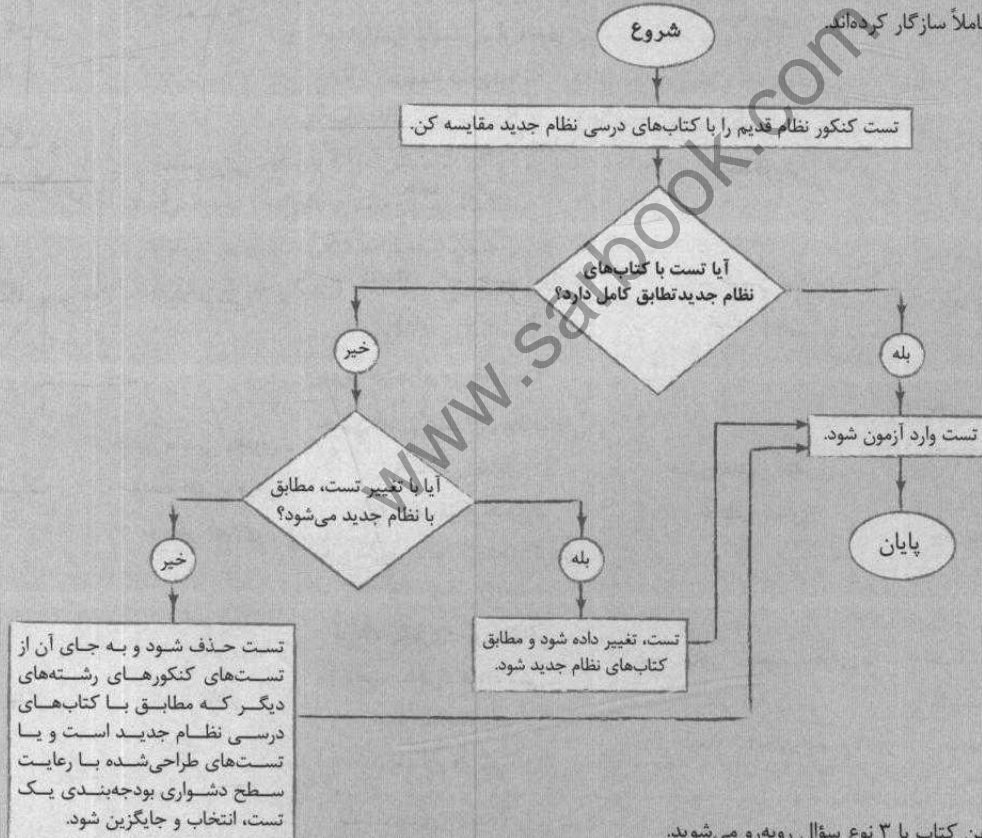 کاملاً سازگار کرده‌اند.
شروع
تست کنکور نظام قدیم را با کتاب‌های درسی نظام جدید مقایسه کن.
آیا تست با کتاب‌های
نظام جدیدتطابق کامل دارد؟
خیر
بله
تست وارد آزمون شود.
پایان
آیا با تغییر تست، مطابق
با نظام جدید می‌شود؟
خیر
بله
تست، تغییر داده شود و مطابق
کتاب‌های نظام جدید شود.
تست حذف شود و به جای آن از
تست‌های کنکورهای رشته‌های
دیگر که مطابق با کتاب‌های
درسی نظام جدید است و یا
تست‌های طراحی‌شده با رعایت
سطح دشواری بودجه‌بندی یک
تست، انتخاب و جایگزین شود.
کتاب با ۳ نوع سؤال روبه‌رو می‌شوید.
www.sarbook.com